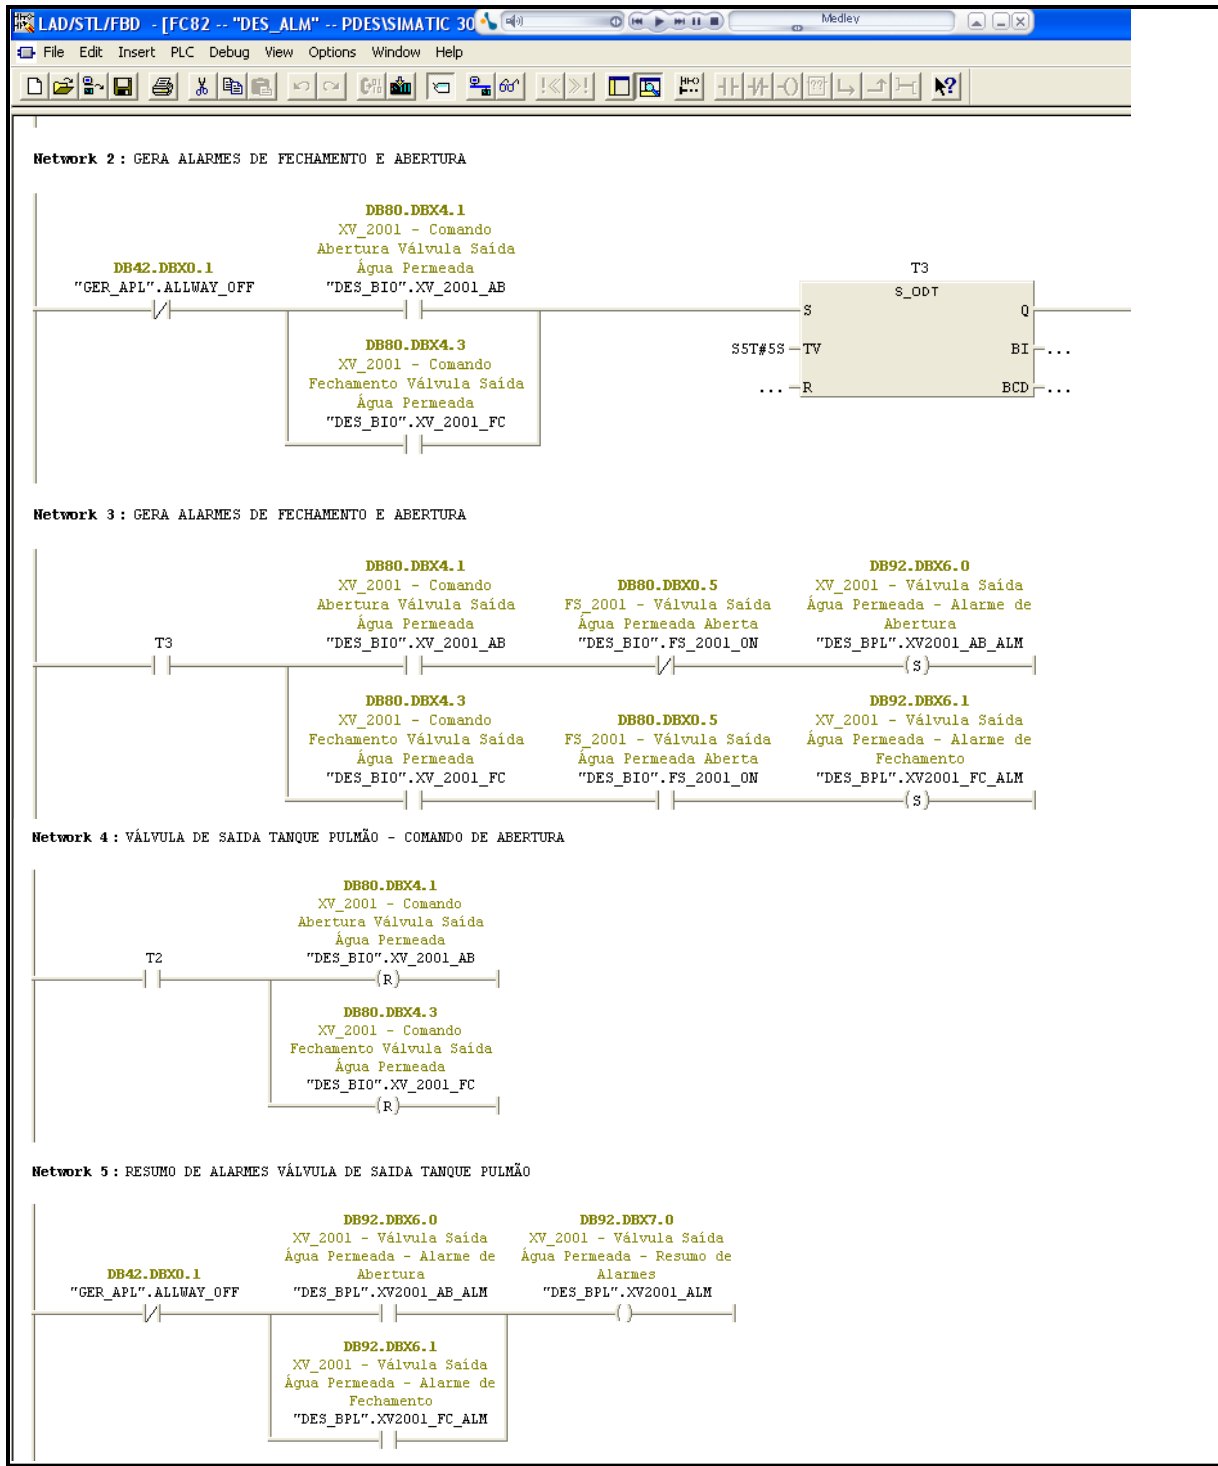 LAD/STL/FBD - [FC82 -- "DES_ALM" -- PDES\SIMATIC 30
Medley
File Edit Insert PLC Debug View Options Window Help
Network 2 : GERA ALARMES DE FECHAMENTO E ABERTURA
DB80.DBX4.1
XV_2001 - Comando
Abertura Válvula Saída
Água Permeada
"DES_BIO".XV_2001_AB
DB42.DBX0.1
"GER_APL".ALLWAY_OFF
T3
S_ODT
S
Q
DB80.DBX4.3
XV_2001 - Comando
Fechamento Válvula Saída
Água Permeada
"DES_BIO".XV_2001_FC
S5T#5S
TV
BI
...
...
R
BCD
...
Network 3 : GERA ALARMES DE FECHAMENTO E ABERTURA
T3
DB80.DBX4.1
XV_2001 - Comando
Abertura Válvula Saída
Água Permeada
"DES_BIO".XV_2001_AB
DB80.DBX0.5
FS_2001 - Válvula Saída
Água Permeada Aberta
"DES_BIO".FS_2001_ON
DB92.DBX6.0
XV_2001 - Válvula Saída
Água Permeada - Alarme de
Abertura
"DES_BPL".XV2001_AB_ALM
S
DB80.DBX4.3
XV_2001 - Comando
Fechamento Válvula Saída
Água Permeada
"DES_BIO".XV_2001_FC
DB80.DBX0.5
FS_2001 - Válvula Saída
Água Permeada Aberta
"DES_BIO".FS_2001_ON
DB92.DBX6.1
XV_2001 - Válvula Saída
Água Permeada - Alarme de
Fechamento
"DES_BPL".XV2001_FC_ALM
S
Network 4 : VÁLVULA DE SAIDA TANQUE PULMÃO - COMANDO DE ABERTURA
T2
DB80.DBX4.1
XV_2001 - Comando
Abertura Válvula Saída
Água Permeada
"DES_BIO".XV_2001_AB
R
DB80.DBX4.3
XV_2001 - Comando
Fechamento Válvula Saída
Água Permeada
"DES_BIO".XV_2001_FC
R
Network 5 : RESUMO DE ALARMES VÁLVULA DE SAIDA TANQUE PULMÃO
DB42.DBX0.1
"GER_APL".ALLWAY_OFF
DB92.DBX6.0
XV_2001 - Válvula Saída
Água Permeada - Alarme de
Abertura
"DES_BPL".XV2001_AB_ALM
DB92.DBX7.0
XV_2001 - Válvula Saída
Água Permeada - Resumo de
Alarmes
"DES_BPL".XV2001_ALM
DB92.DBX6.1
XV_2001 - Válvula Saída
Água Permeada - Alarme de
Fechamento
"DES_BPL".XV2001_FC_ALM